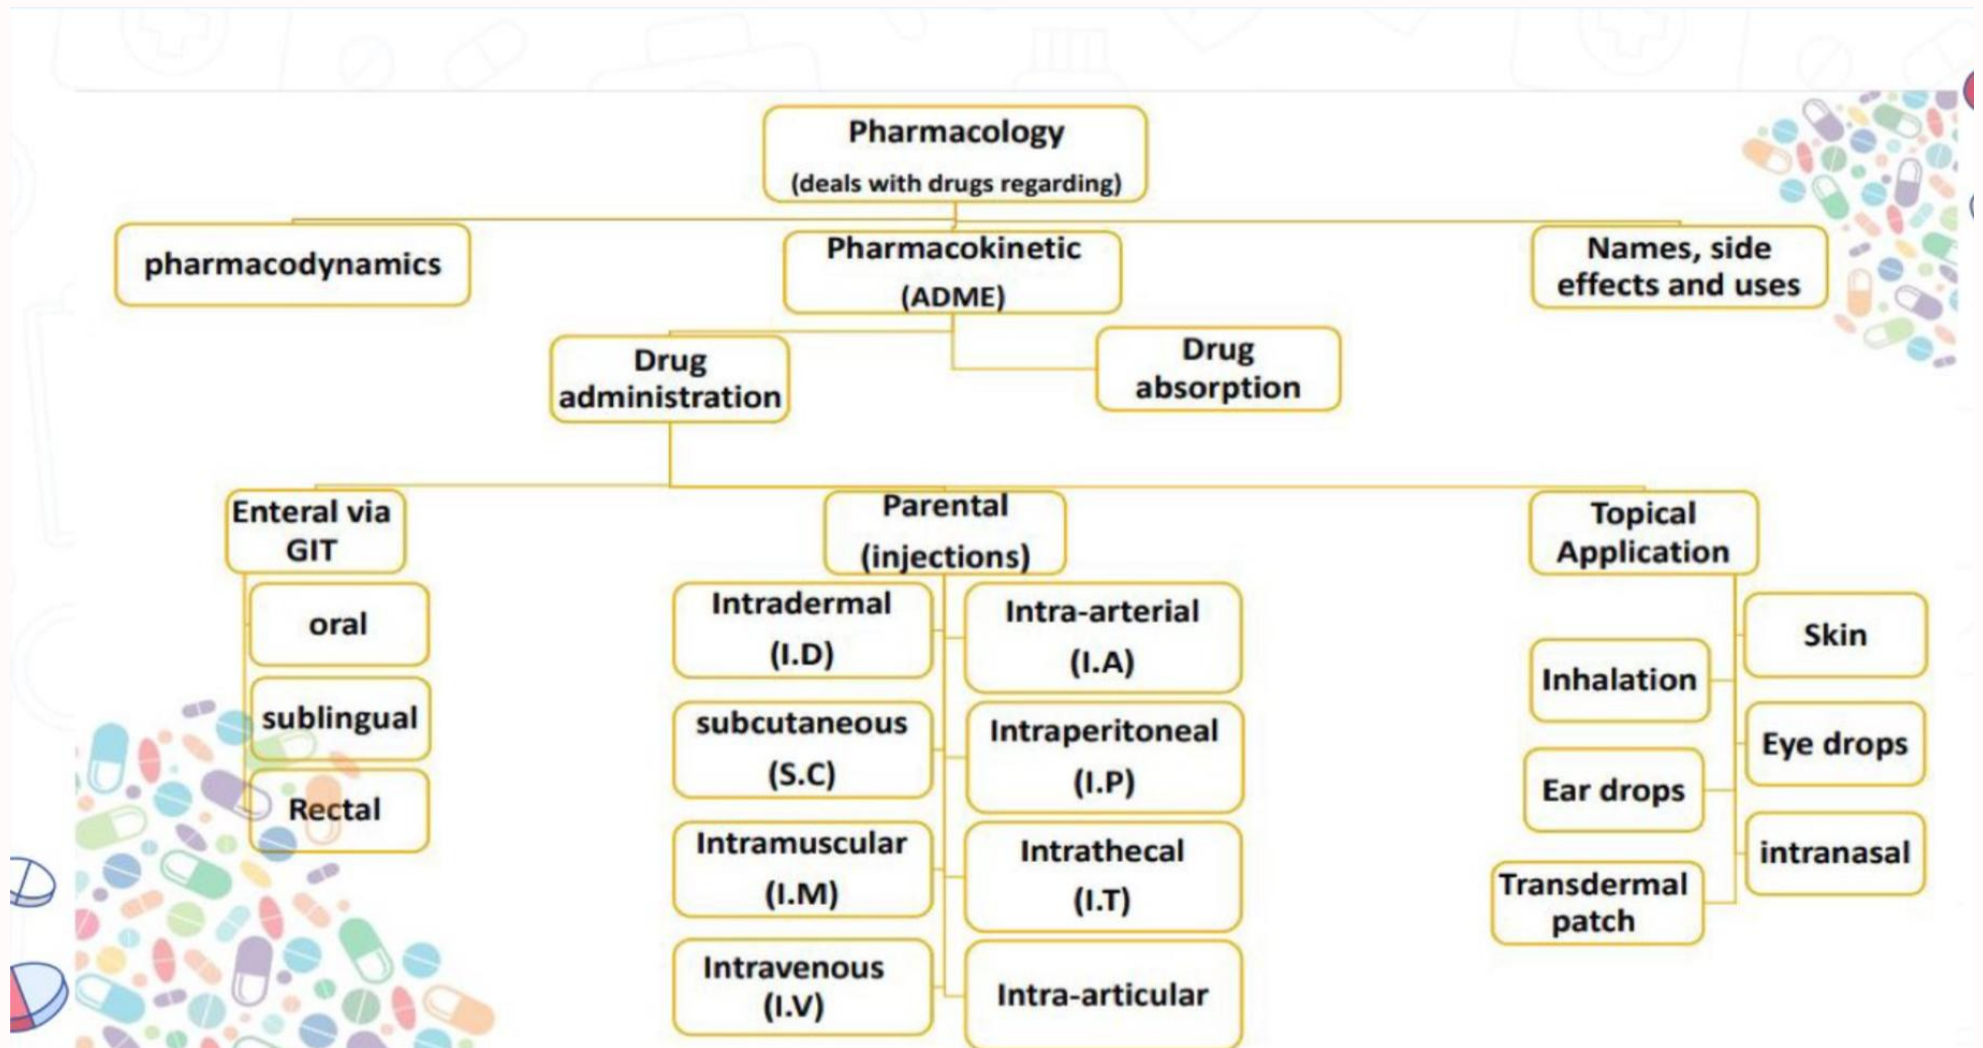 Pharmacology
(deals with drugs regarding)
pharmacodynamics
Pharmacokinetic
(ADME)
Names, side
effects and uses
Drug
administration
Drug
absorption
Enteral via
GIT
oral
sublingual
Rectal
Parental
(injections)
Intradermal
(I.D)
subcutaneous
(S.C)
Intramuscular
(I.M)
Intravenous
(I.V)
Intra-arterial
(I.A)
Intraperitoneal
(I.P)
Intrathecal
(I.T)
Intra-articular
Topical
Application
Skin
Inhalation
Eye drops
Ear drops
intranasal
Transdermal
patch